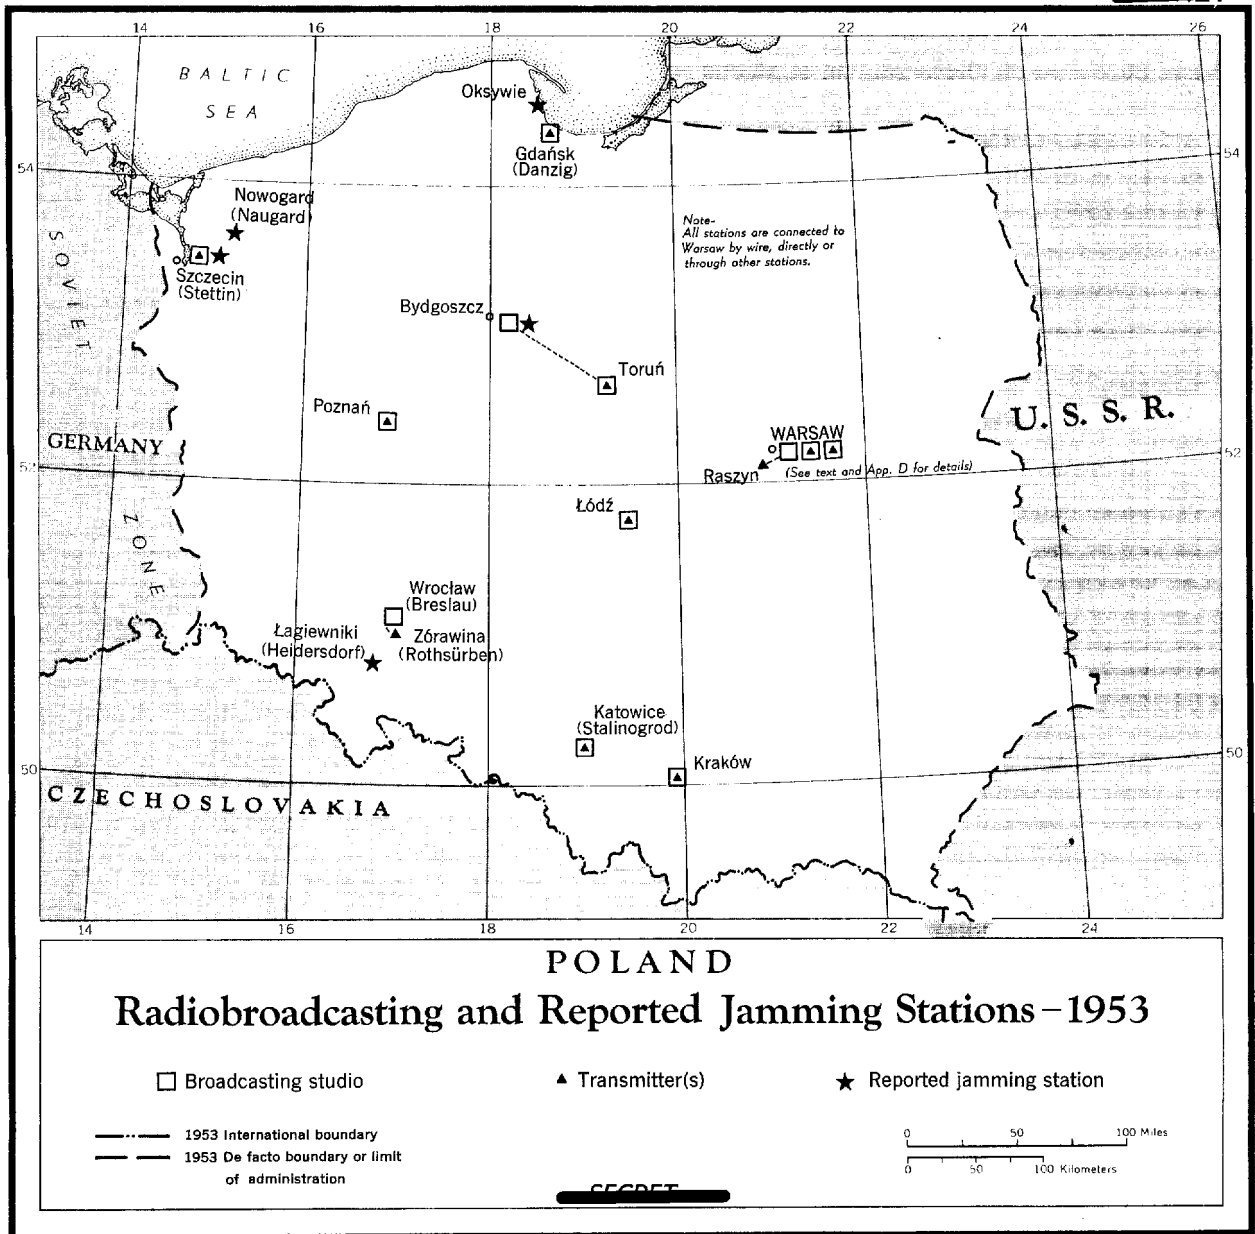 14 16 18 20 22 24 26
BALTIC
SEA
Oksywie
Gdańsk
(Danzig)
54
54
Nowogard
(Naugard)
Note-
All stations are connected to
Warsaw by wire, directly or
through other stations.
Szczecin
(Stettin)
SOVIET
Bydgoszcz
Toruń
Poznań
U. S. S. R.
GERMANY
WARSAW
52
52
Raszyn
(See text and App. D for details)
Łódź
ZONE
Wrocław
(Breslau)
Łagiewniki
(Heidersdorf)
Zórawina
(Rothsürben)
Katowice
(Stalinogrod)
Kraków
50
50
CZECHOSLOVAKIA
14 16 18 20 22 24
POLAND
Radiobroadcasting and Reported Jamming Stations – 1953
Broadcasting studio
Transmitter(s)
Reported jamming station
1953 International boundary
1953 De facto boundary or limit
of administration
0 50 100 Miles
0 50 100 Kilometers